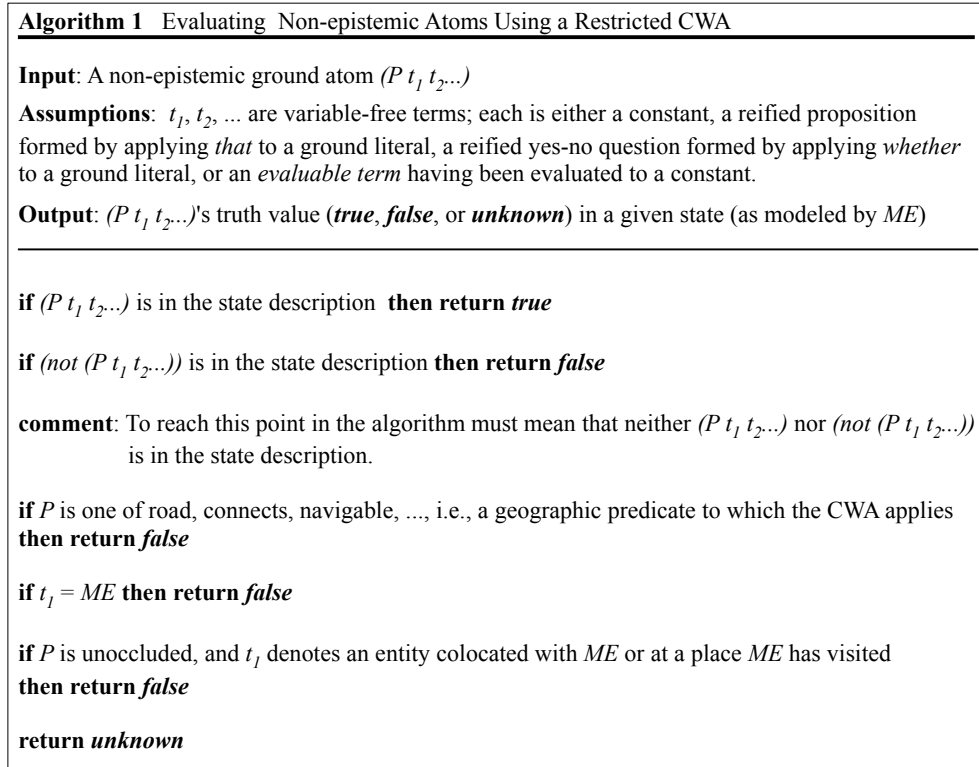 Algorithm 1 Evaluating Non-epistemic Atoms Using a Restricted CWA
Input: A non-epistemic ground atom (P t1 t2...)
Assumptions: t1, t2, ... are variable-free terms; each is either a constant, a reified proposition
formed by applying that to a ground literal, a reified yes-no question formed by applying whether
to a ground literal, or an evaluable term having been evaluated to a constant.
Output: (P t1 t2...)'s truth value (true, false, or unknown) in a given state (as modeled by ME)
if (P t1 t2...) is in the state description then return true
if (not (P t1 t2...)) is in the state description then return false
comment: To reach this point in the algorithm must mean that neither (P t1 t2...) nor (not (P t1 t2...))
is in the state description.
if P is one of road, connects, navigable, ..., i.e., a geographic predicate to which the CWA applies
then return false
if t1 = ME then return false
if P is unoccluded, and t1 denotes an entity colocated with ME or at a place ME has visited
then return false
return unknown